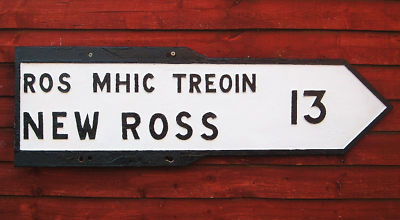 ROS MHIC TREOIN
NEW ROSS 13